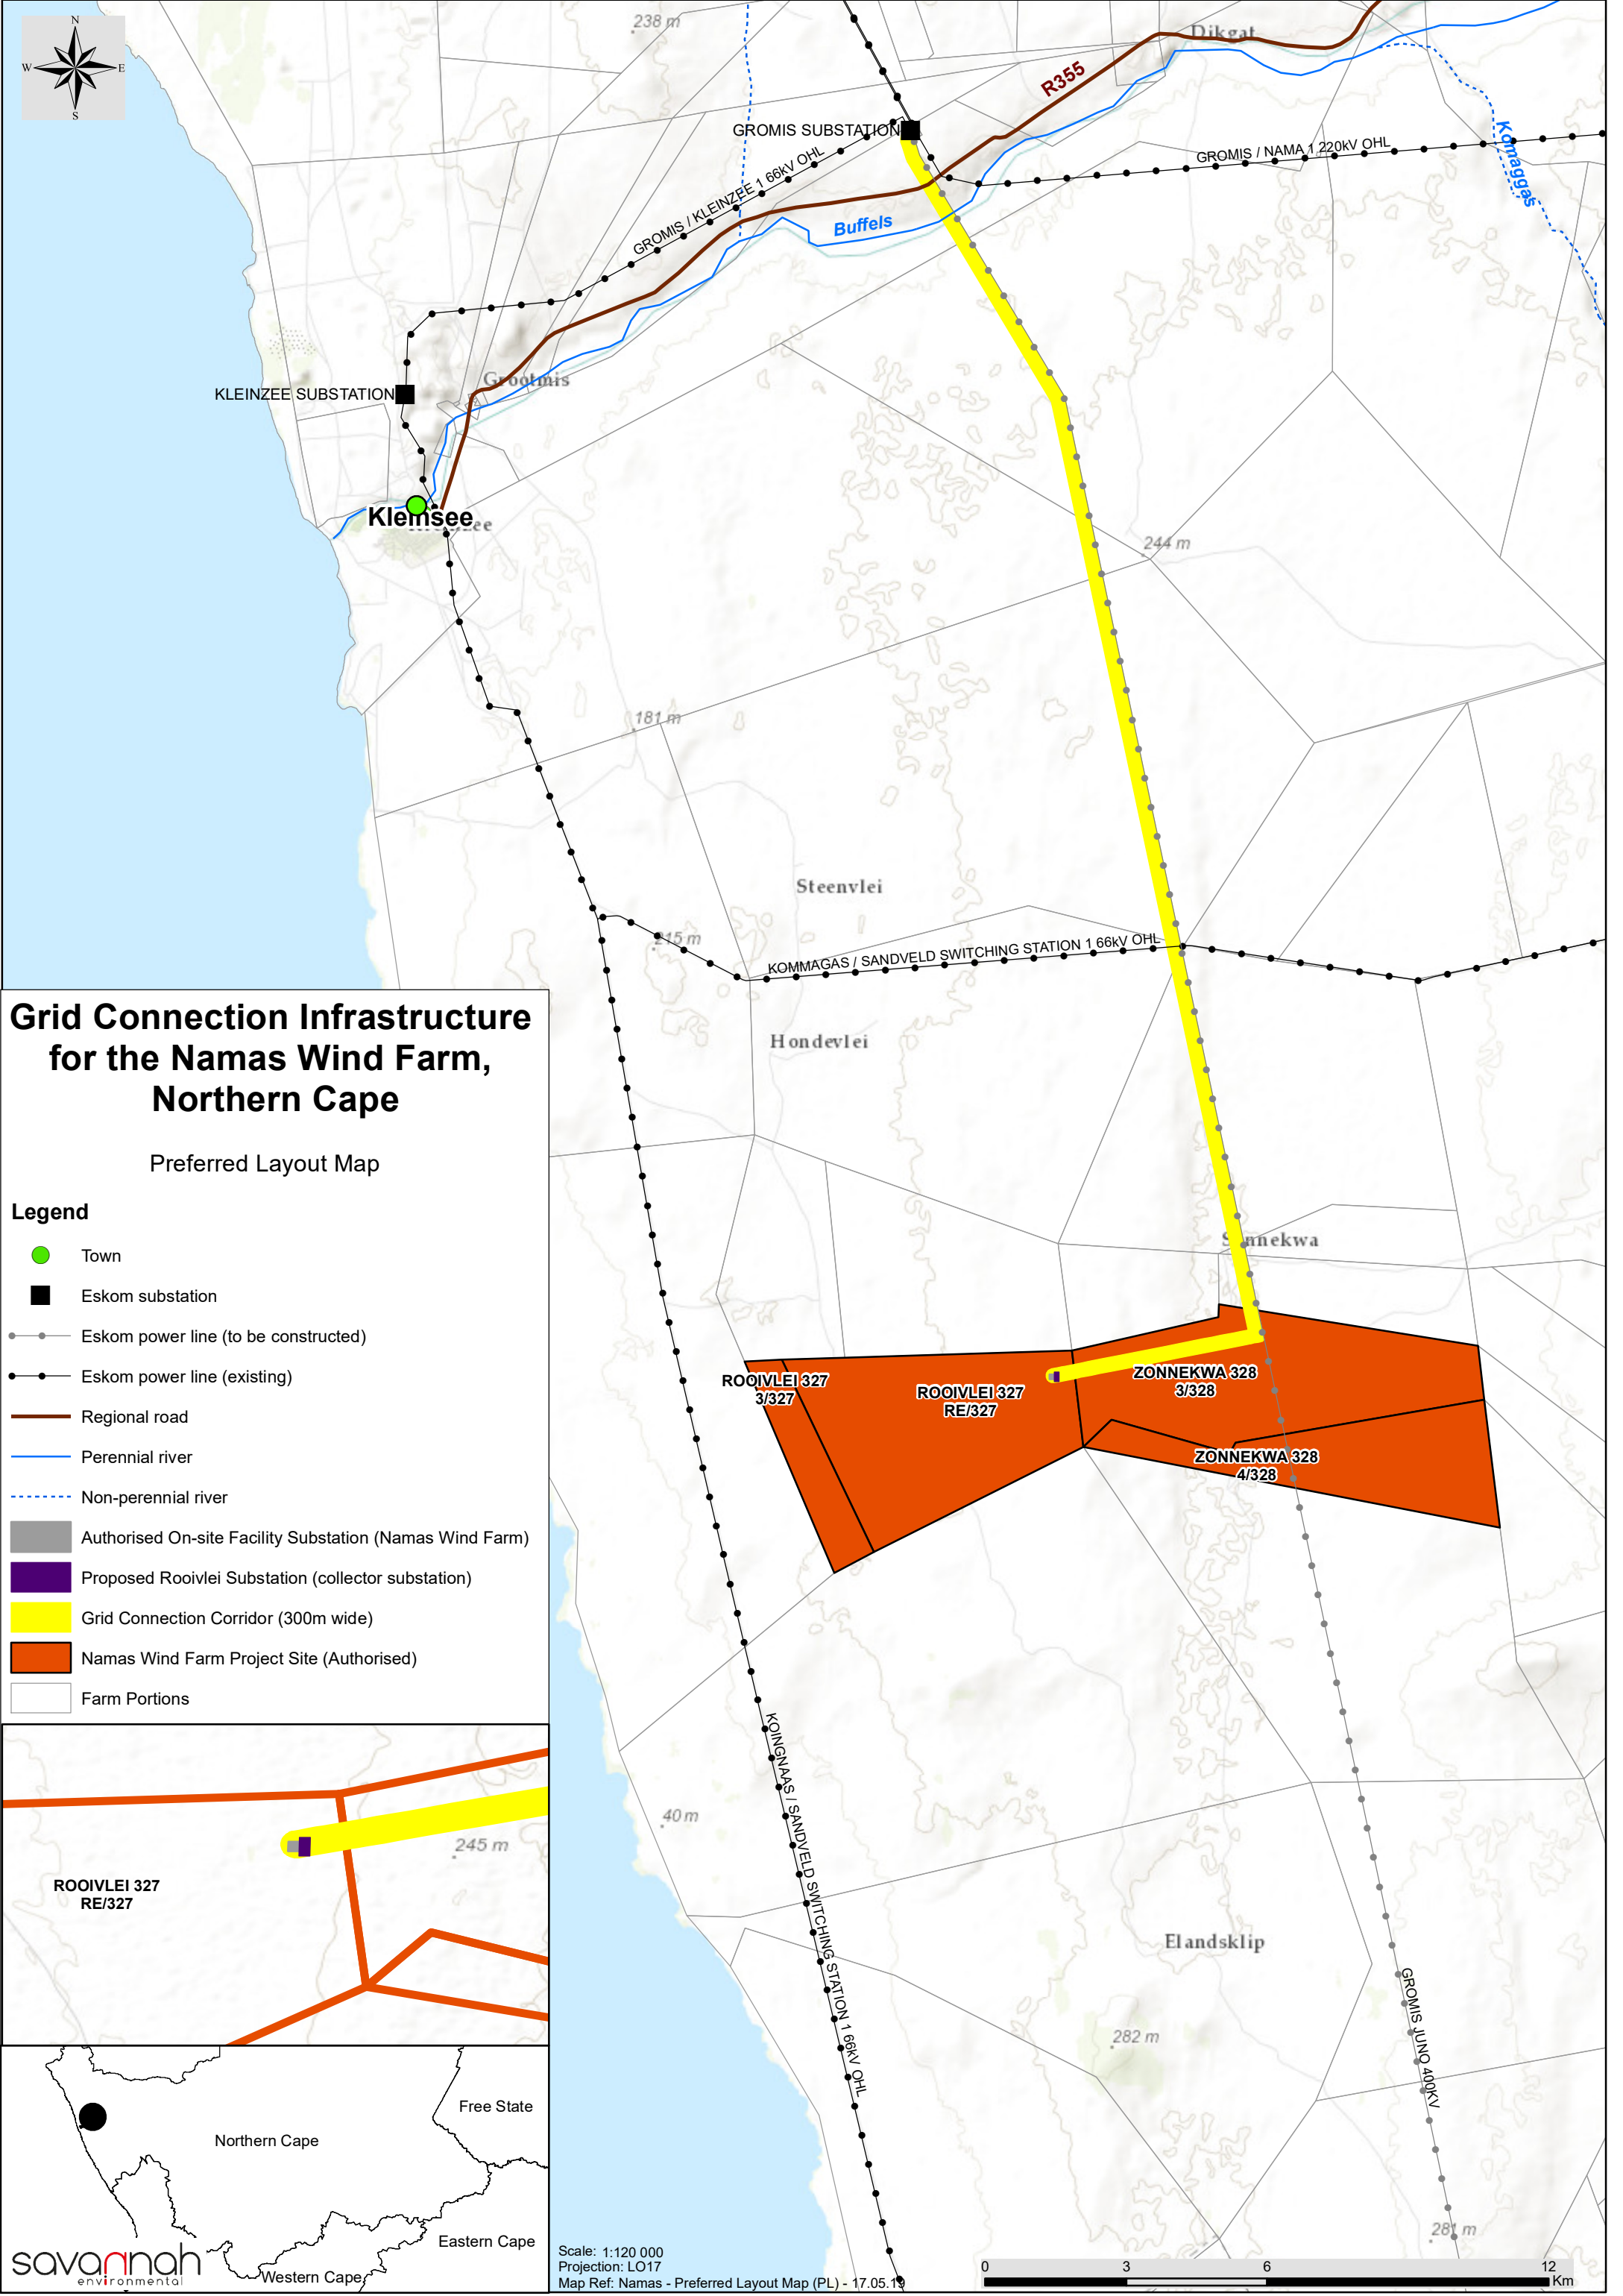 N
W
E
S
238 m
Dikgat
R355
GROMIS SUBSTATION
GROMIS / KLEINZEE 1 66kV OHL
GROMIS / NAMA 1 220kV OHL
Komaggas
Buffels
Grootmis
KLEINZEE SUBSTATION
Kleinsee
244 m
181 m
Steenvlei
215 m
KOMMAGAS / SANDVELD SWITCHING STATION 1 66kV OHL
Hondevlei
Sonnekwa
ROOIVLEI 327
3/327
ROOIVLEI 327
RE/327
ZONNEKWA 328
3/328
ZONNEKWA 328
4/328
KOINGNAAS / SANDVELD SWITCHING STATION 1 66kV OHL
40 m
Elandsklip
282 m
GROMIS JUNO 400KV
281 m
Grid Connection Infrastructure
for the Namas Wind Farm,
Northern Cape
Preferred Layout Map
Legend
Town
Eskom substation
Eskom power line (to be constructed)
Eskom power line (existing)
Regional road
Perennial river
Non-perennial river
Authorised On-site Facility Substation (Namas Wind Farm)
Proposed Rooivlei Substation (collector substation)
Grid Connection Corridor (300m wide)
Namas Wind Farm Project Site (Authorised)
Farm Portions
245 m
ROOIVLEI 327
RE/327
Free State
Northern Cape
Eastern Cape
Western Cape
savannah
environmental
Scale: 1:120 000
Projection: LO17
Map Ref: Namas - Preferred Layout Map (PL) - 17.05.19
0 3 6 12
Km